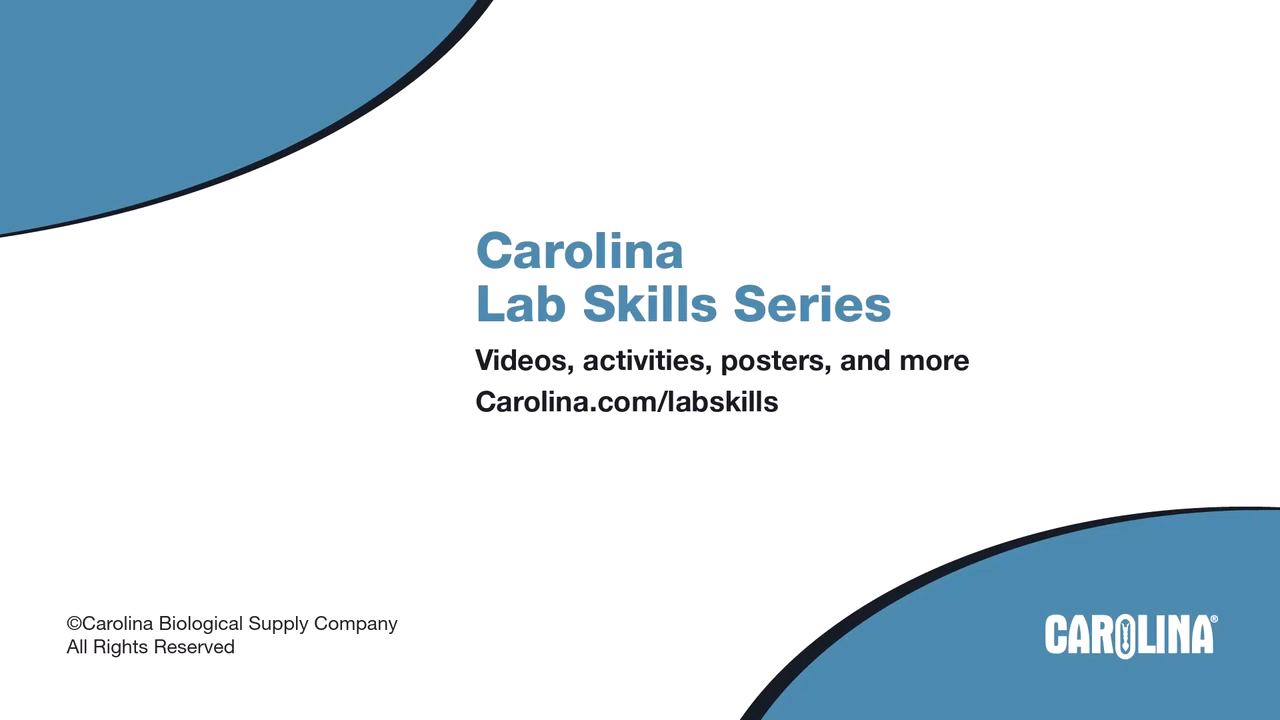 Carolina
Lab Skills Series
Videos, activities, posters, and more
Carolina.com/labskills
©Carolina Biological Supply Company
All Rights Reserved
CAROLINA®